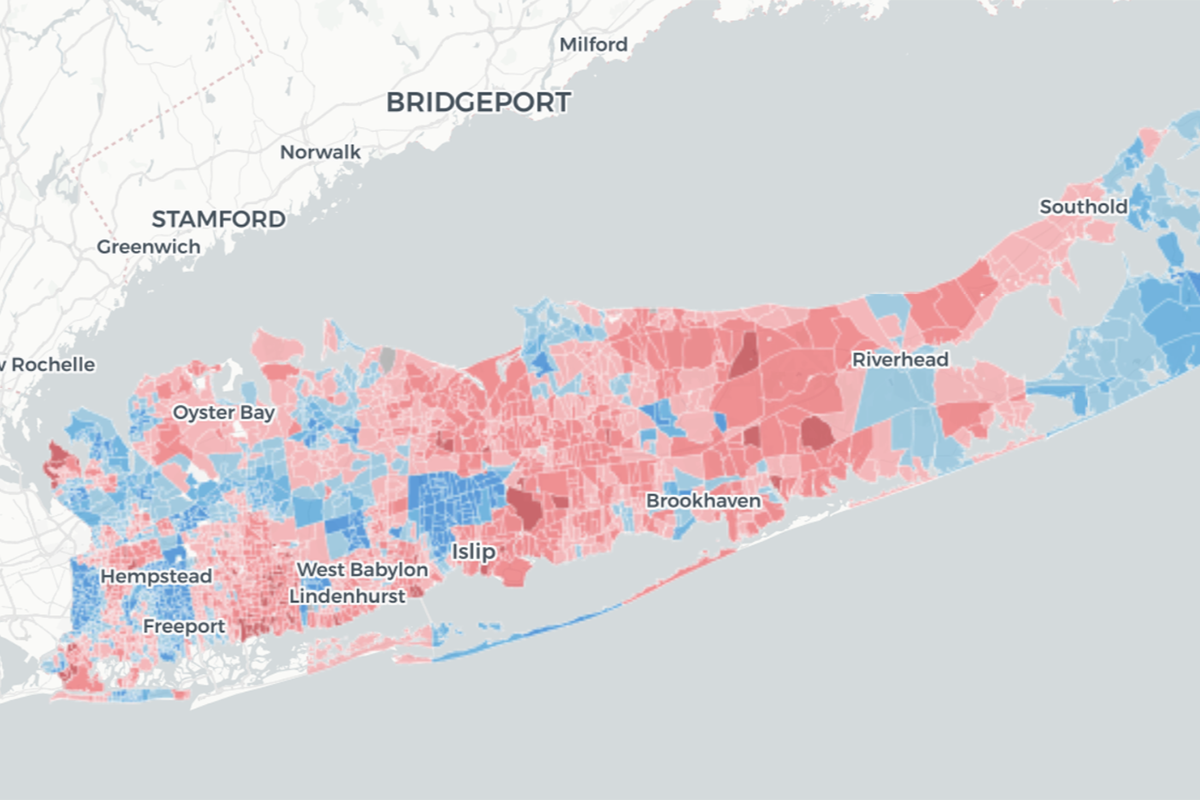 Milford
BRIDGEPORT
Norwalk
Southold
STAMFORD
Greenwich
Riverhead
w Rochelle
Oyster Bay
Brookhaven
Islip
West Babylon
Hempstead
Lindenhurst
Freeport